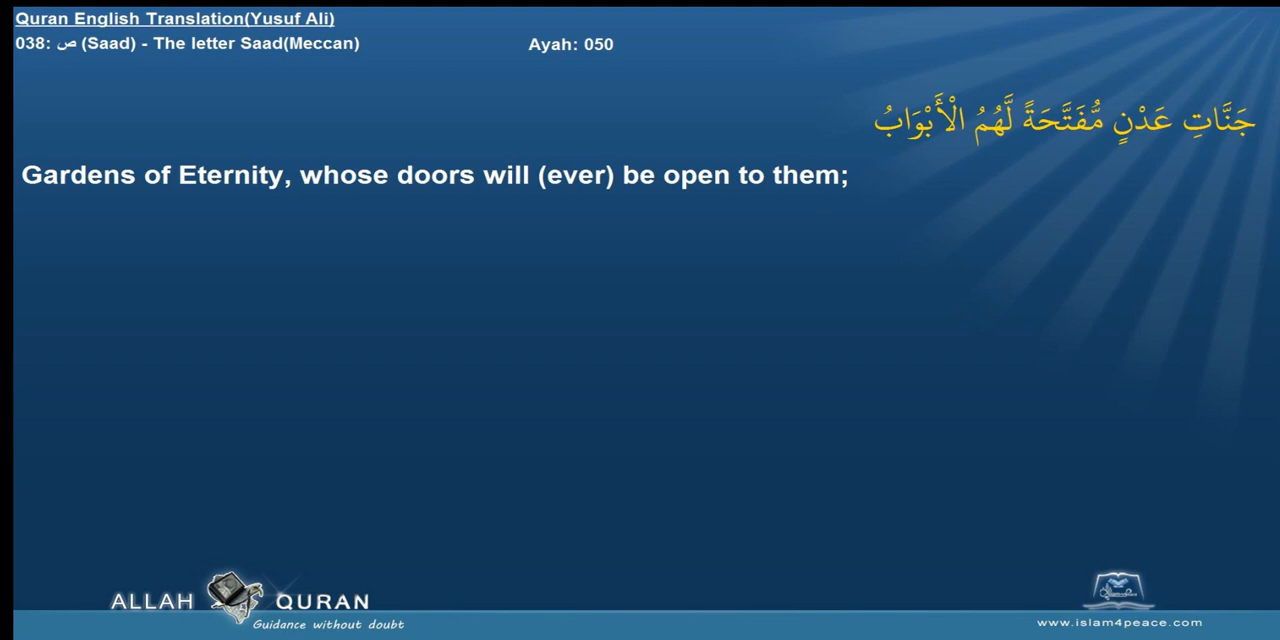 Quran English Translation(Yusuf Ali)
038: ص (Saad) - The letter Saad(Meccan)
Ayah: 050
جَنَّاتِ عَدْنٍ مُّفَتَّحَةً لَّهُمُ الْأَبْوَابُ
Gardens of Eternity, whose doors will (ever) be open to them;
ALLAH QURAN
Guidance without doubt
www.islam4peace.com